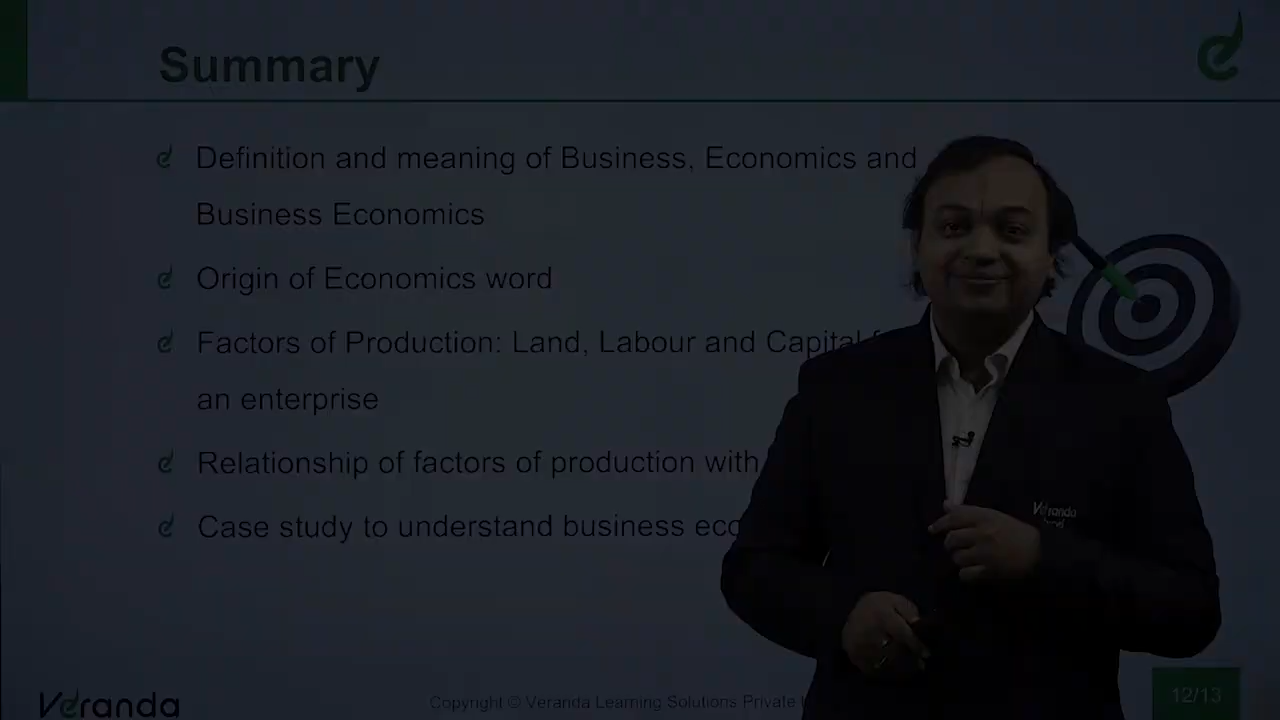 Summary
Definition and meaning of Business, Economics and
Business Economics
Origin of Economics word
Factors of Production: Land, Labour and Capital
an enterprise
Relationship of factors of production with
Case study to understand business
Veranda
Veranda
Copyright © Veranda Learning Solutions Private
12/13